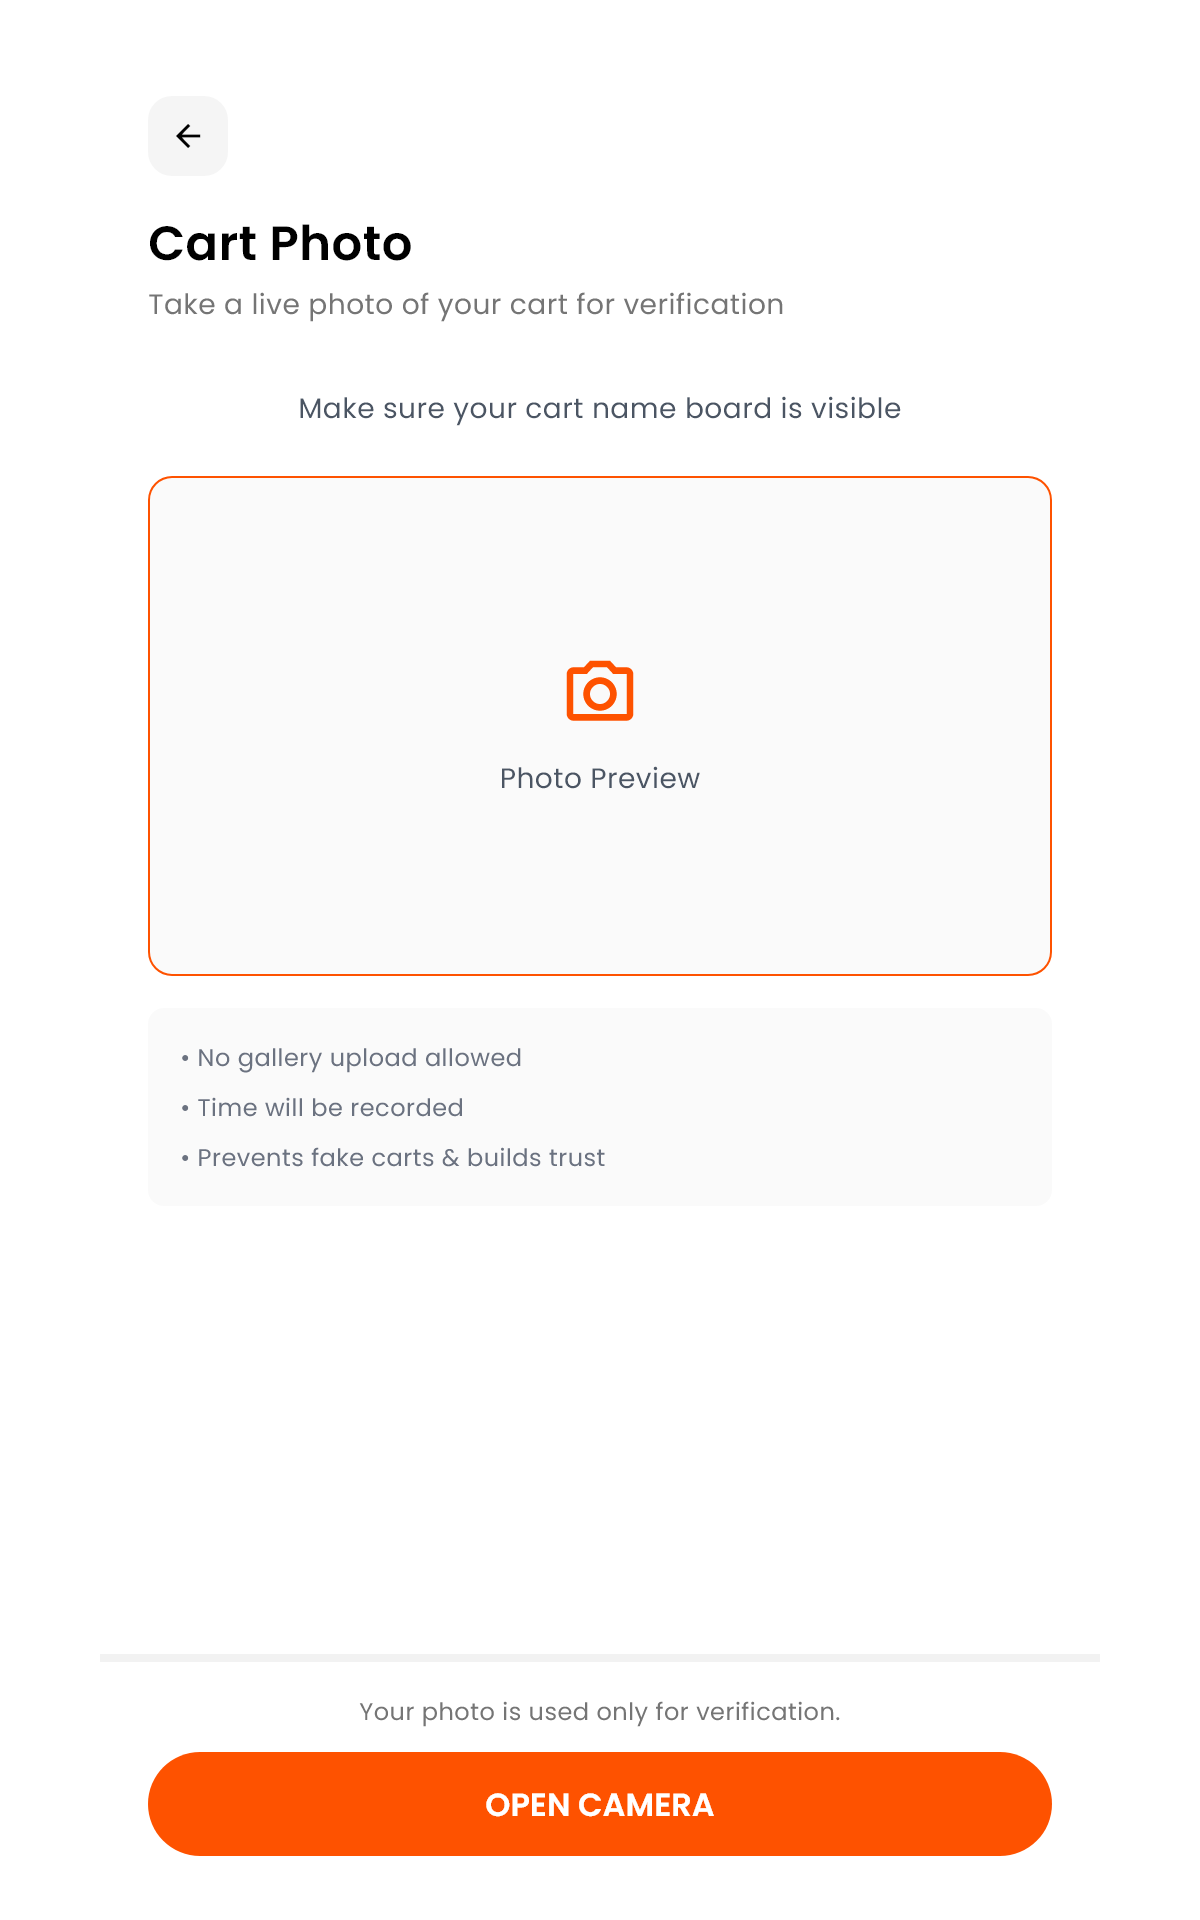 Cart Photo
Take a live photo of your cart for verification
Make sure your cart name board is visible
Photo Preview
• No gallery upload allowed
• Time will be recorded
• Prevents fake carts & builds trust
Your photo is used only for verification.
OPEN CAMERA